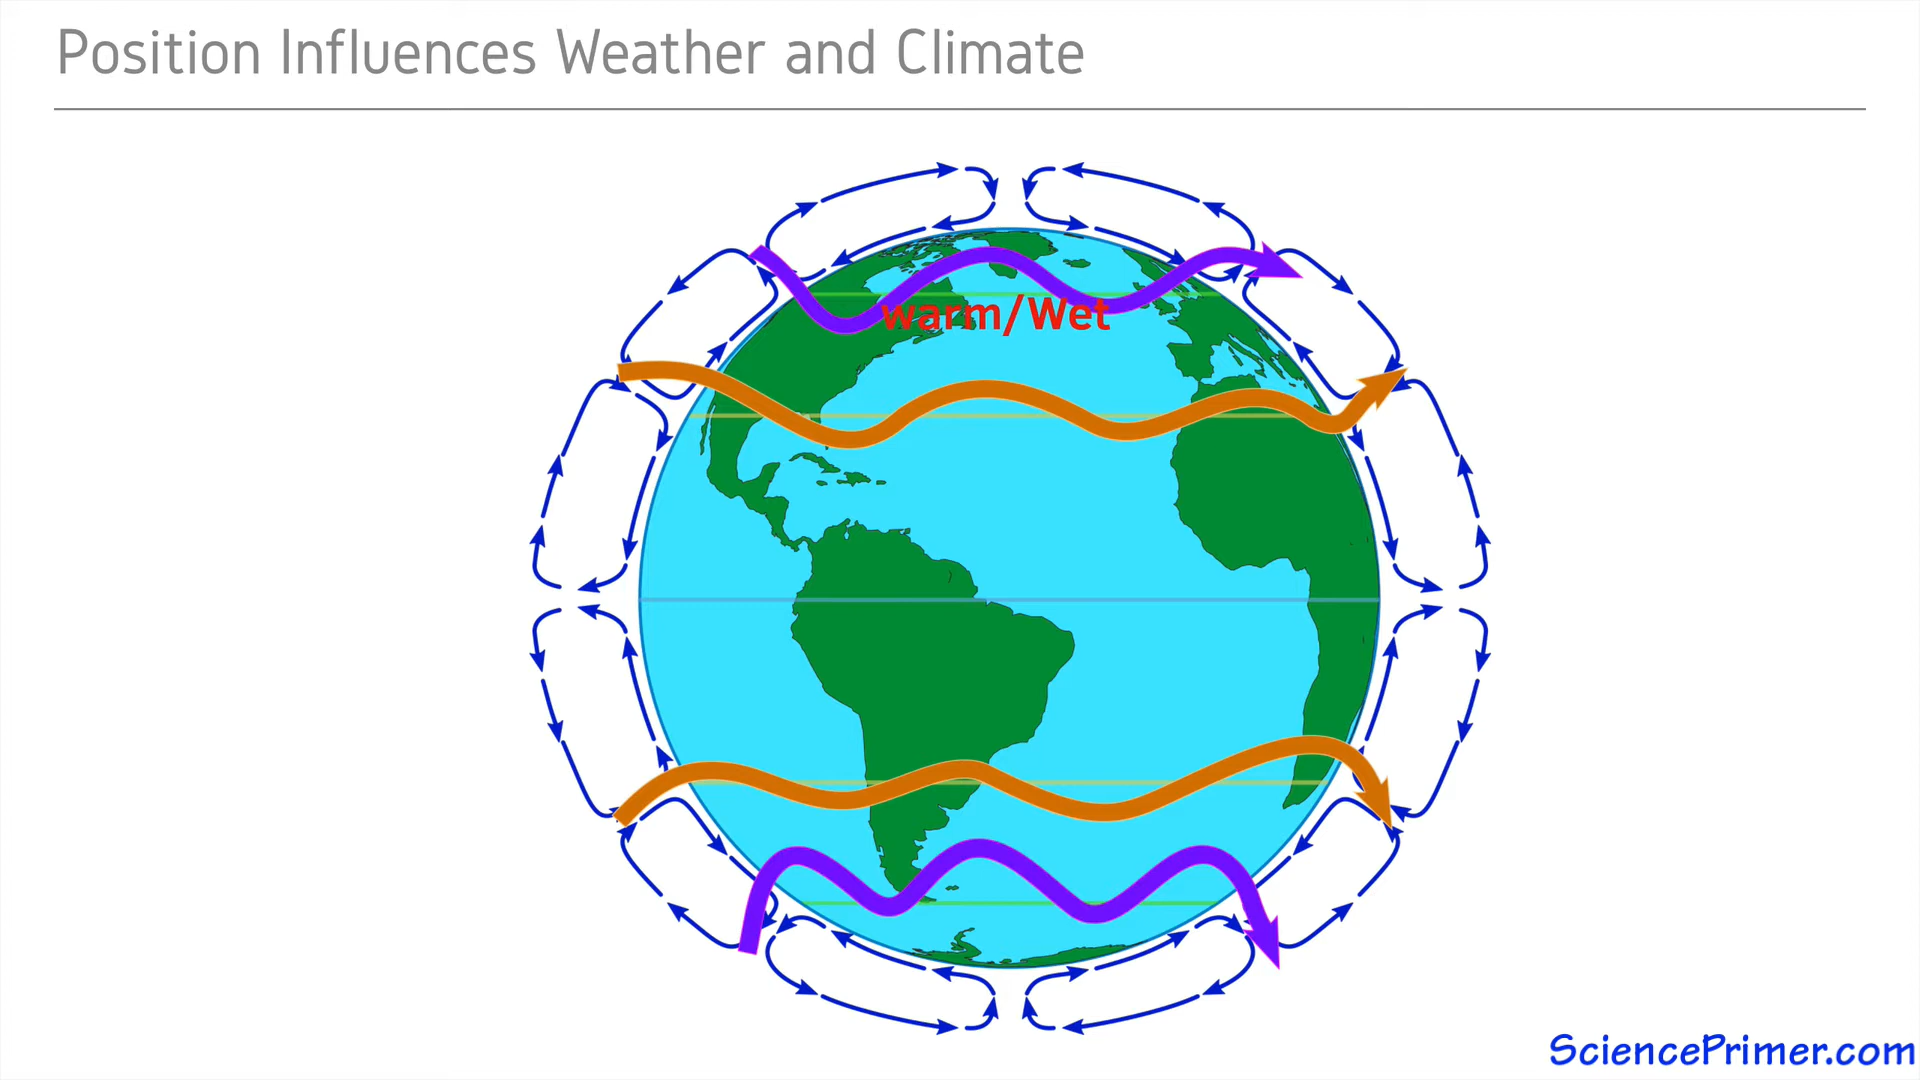 Position Influences Weather and Climate
warm/Wet
SciencePrimer.com